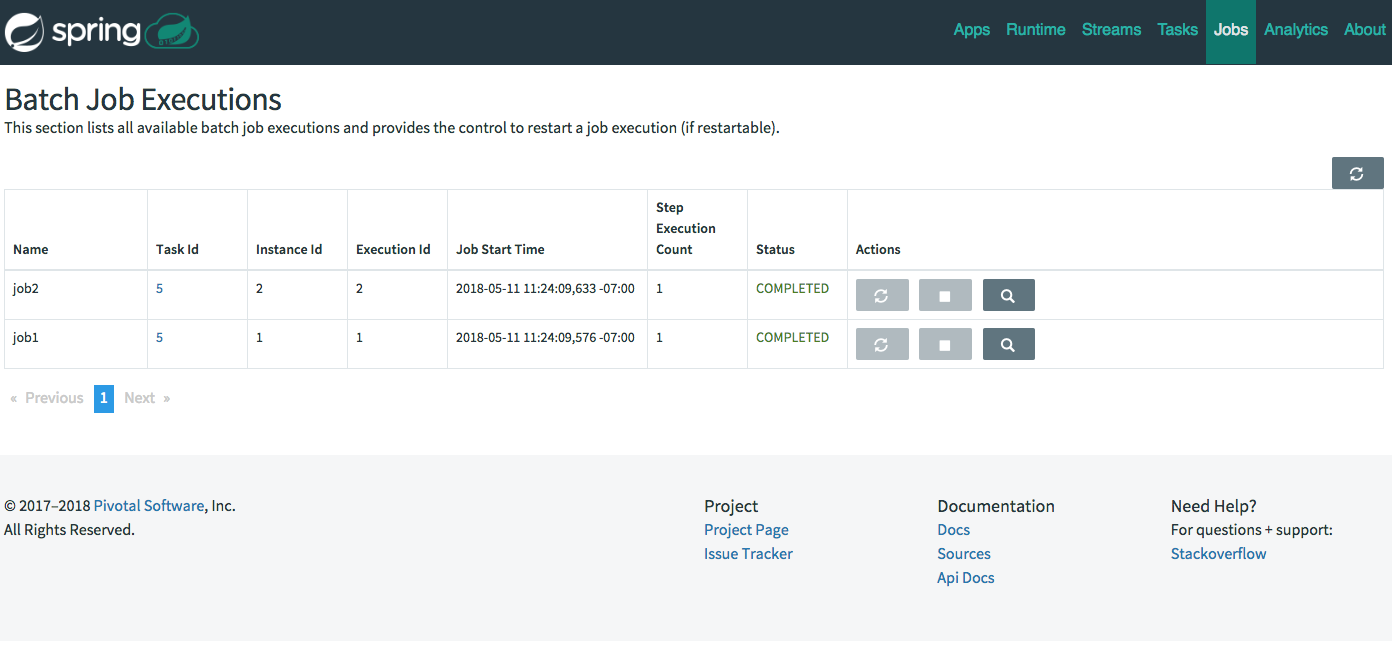 spring
Apps Runtime Streams Tasks Jobs Analytics About
Batch Job Executions
This section lists all available batch job executions and provides the control to restart a job execution (if restartable).
Name Task Id Instance Id Execution Id Job Start Time Step Execution Count Status Actions
job2 5 2 2 2018-05-11 11:24:09,633 -07:00 1 COMPLETED
job1 5 1 1 2018-05-11 11:24:09,576 -07:00 1 COMPLETED
« Previous 1 Next »
© 2017–2018 Pivotal Software, Inc.
All Rights Reserved.
Project
Project Page
Issue Tracker
Documentation
Docs
Sources
Api Docs
Need Help?
For questions + support:
Stackoverflow